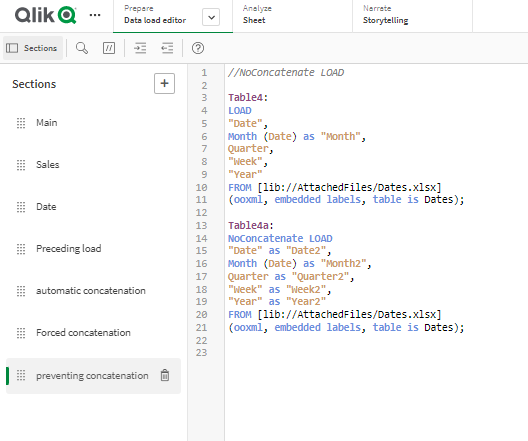 Qlik
Prepare
Data load editor
Analyze
Sheet
Narrate
Storytelling
Sections
Sections
Main
Sales
Date
Preceding load
automatic concatenation
Forced concatenation
preventing concatenation
1 //NoConcatenate LOAD
2
3 Table4:
4 LOAD
5 "Date",
6 Month (Date) as "Month",
7 Quarter,
8 "Week",
9 "Year"
10 FROM [lib://AttachedFiles/Dates.xlsx]
11 (ooxml, embedded labels, table is Dates);
12
13 Table4a:
14 NoConcatenate LOAD
15 "Date" as "Date2",
16 Month (Date) as "Month2",
17 Quarter as "Quarter2",
18 "Week" as "Week2",
19 "Year" as "Year2"
20 FROM [lib://AttachedFiles/Dates.xlsx]
21 (ooxml, embedded labels, table is Dates);
22
23